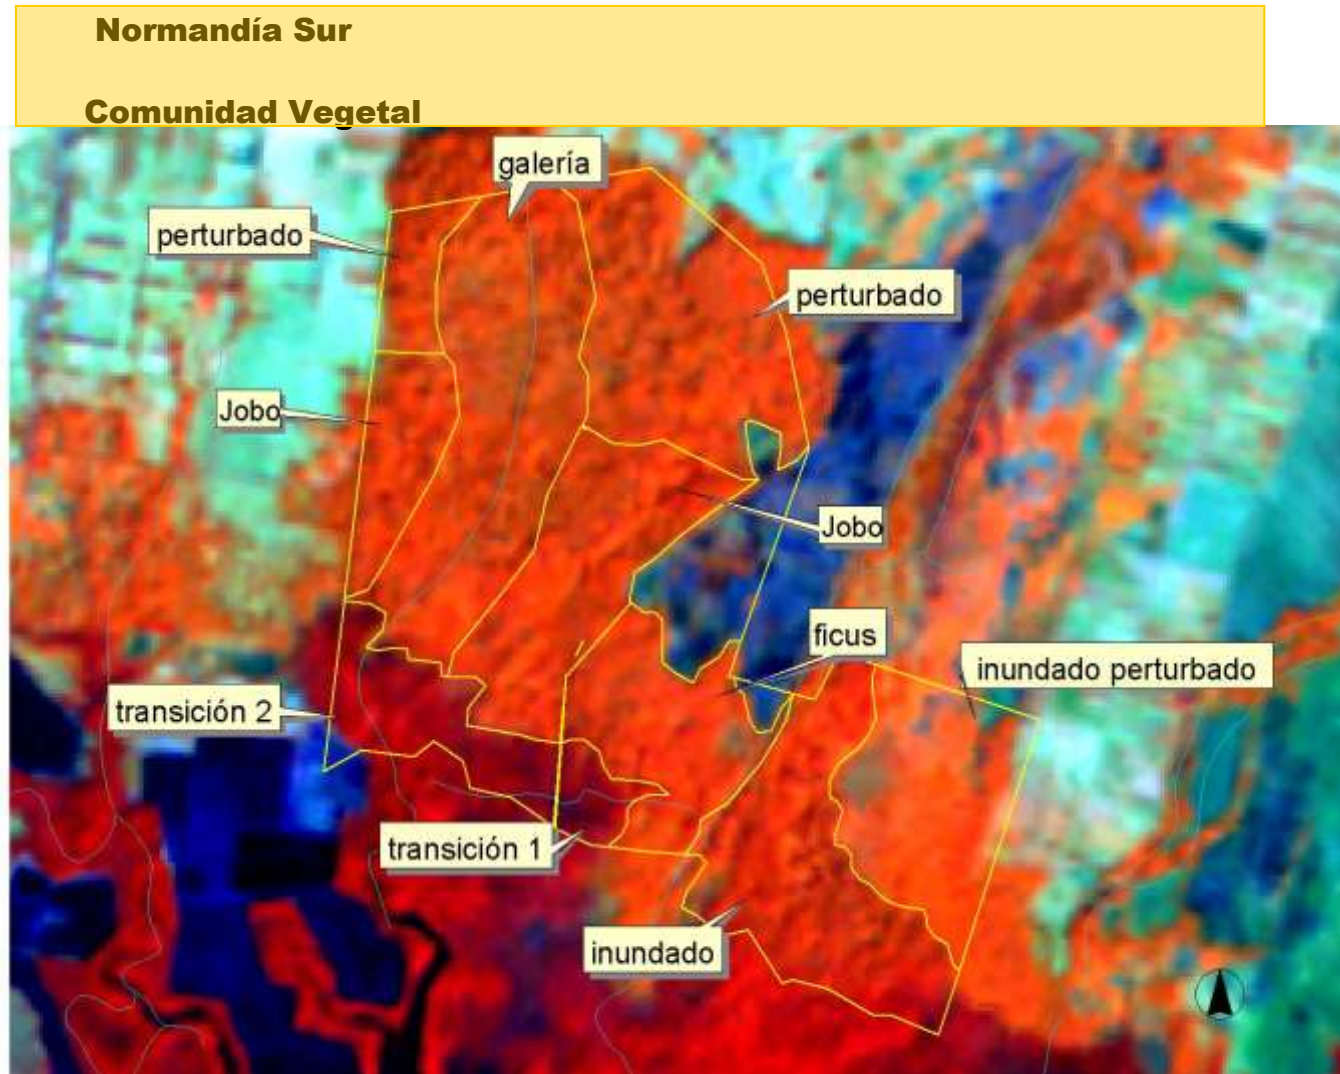 Normandía Sur
Comunidad Vegetal
galería
perturbado
perturbado
Jobo
Jobo
ficus
inundado perturbado
transición 2
transición 1
inundado